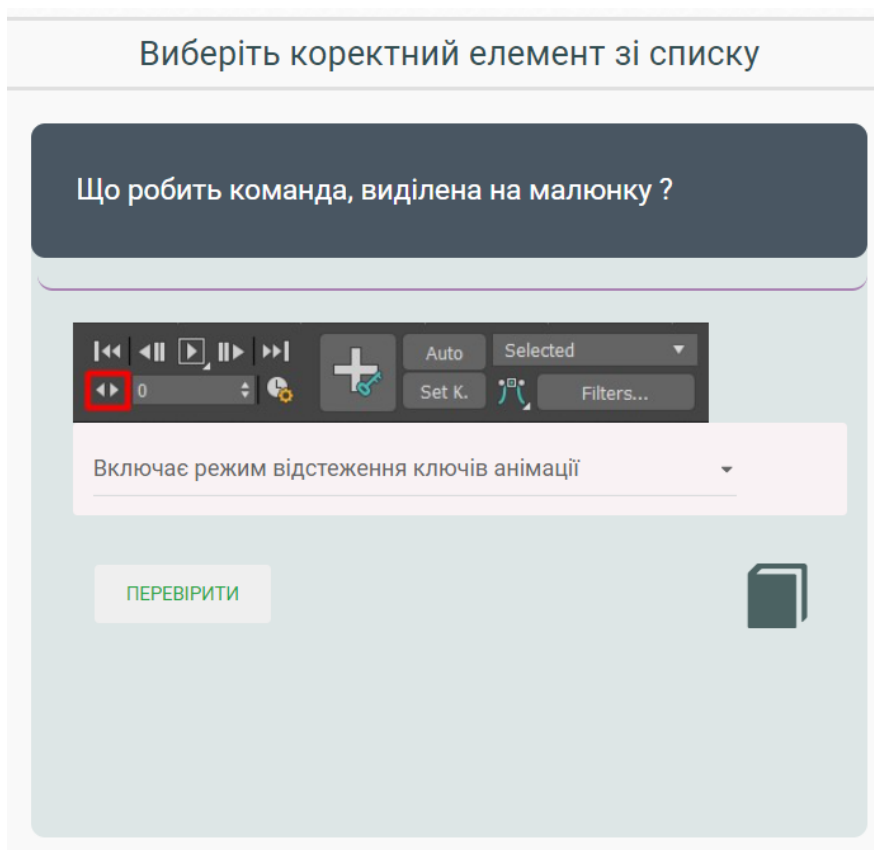 Виберіть коректний елемент зі списку
Що робить команда, виділена на малюнку ?
Auto
Selected
0
Set K.
Filters...
Включає режим відстеження ключів анімації
ПЕРЕВІРИТИ